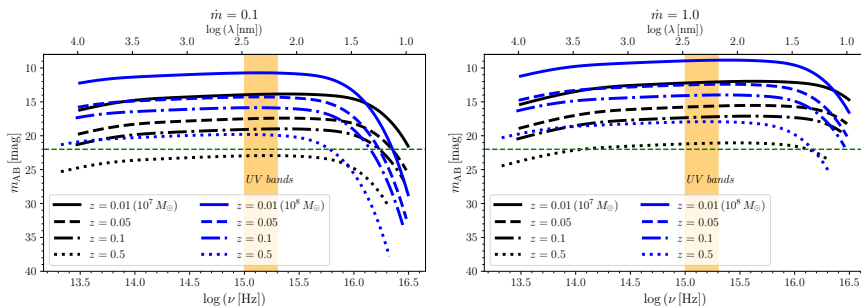 ṁ = 0.1
log (λ [nm])
4.0 3.5 3.0 2.5 2.0 1.5 1.0
10
15
20
25
30
35
40
m_AB [mag]
UV bands
z = 0.01 (10^7 M_⊙) z = 0.01 (10^8 M_⊙)
z = 0.05 z = 0.05
z = 0.1 z = 0.1
z = 0.5 z = 0.5
13.5 14.0 14.5 15.0 15.5 16.0 16.5
log (ν [Hz])
ṁ = 1.0
log (λ [nm])
4.0 3.5 3.0 2.5 2.0 1.5 1.0
10
15
20
25
30
35
40
m_AB [mag]
UV bands
z = 0.01 (10^7 M_⊙) z = 0.01 (10^8 M_⊙)
z = 0.05 z = 0.05
z = 0.1 z = 0.1
z = 0.5 z = 0.5
13.5 14.0 14.5 15.0 15.5 16.0 16.5
log (ν [Hz])